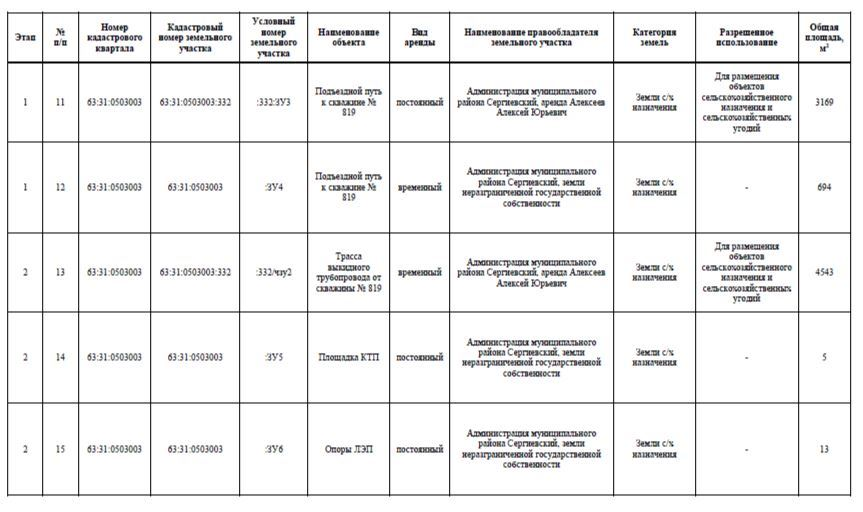 Этап
№
п/п
Номер
кадастрового
квартала
Кадастровый
номер земельного
участка
Условный
номер
земельного
участка
Наименование
объекта
Вид
аренды
Наименование правообладателя
земельного участка
Категория
земель
Разрешенное
использование
Общая
площадь,
м²
1
11
63:31:0503003
63:31:0503003:332
:332:ЗУ3
Подъездной путь
к скважине №
819
постоянный
Администрация муниципального
района Сергиевский, аренда Алексеев
Алексей Юрьевич
Земли с/х
назначения
Для размещения
объектов
сельскохозяйственного
назначения и
сельскохозяйственных
угодий
3169
1
12
63:31:0503003
63:31:0503003
:ЗУ4
Подъездной путь
к скважине №
819
временный
Администрация муниципального
района Сергиевский, земли
неразграниченной государственной
собственности
Земли с/х
назначения
-
694
2
13
63:31:0503003
63:31:0503003:332
:332/чзу2
Трасса
выкидного
трубопровода от
скважины № 819
временный
Администрация муниципального
района Сергиевский, аренда Алексеев
Алексей Юрьевич
Земли с/х
назначения
Для размещения
объектов
сельскохозяйственного
назначения и
сельскохозяйственных
угодий
4543
2
14
63:31:0503003
63:31:0503003
:ЗУ5
Площадка КТП
постоянный
Администрация муниципального
района Сергиевский, земли
неразграниченной государственной
собственности
Земли с/х
назначения
-
5
2
15
63:31:0503003
63:31:0503003
:ЗУ6
Опоры ЛЭП
постоянный
Администрация муниципального
района Сергиевский, земли
неразграниченной государственной
собственности
Земли с/х
назначения
-
13